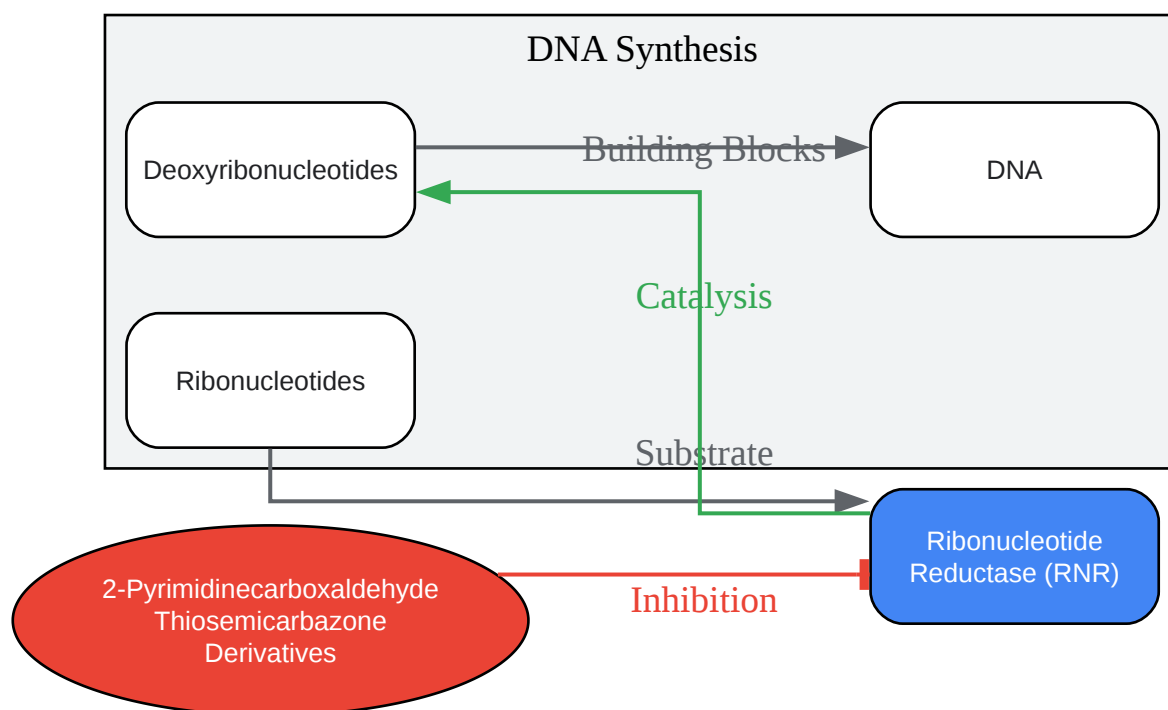 DNA Synthesis
Building Blocks
Deoxyribonucleotides
DNA
Catalysis
Ribonucleotides
Substrate
Ribonucleotide
Reductase (RNR)
2-Pyrimidinecarboxaldehyde
Thiosemicarbazone
Derivatives
Inhibition